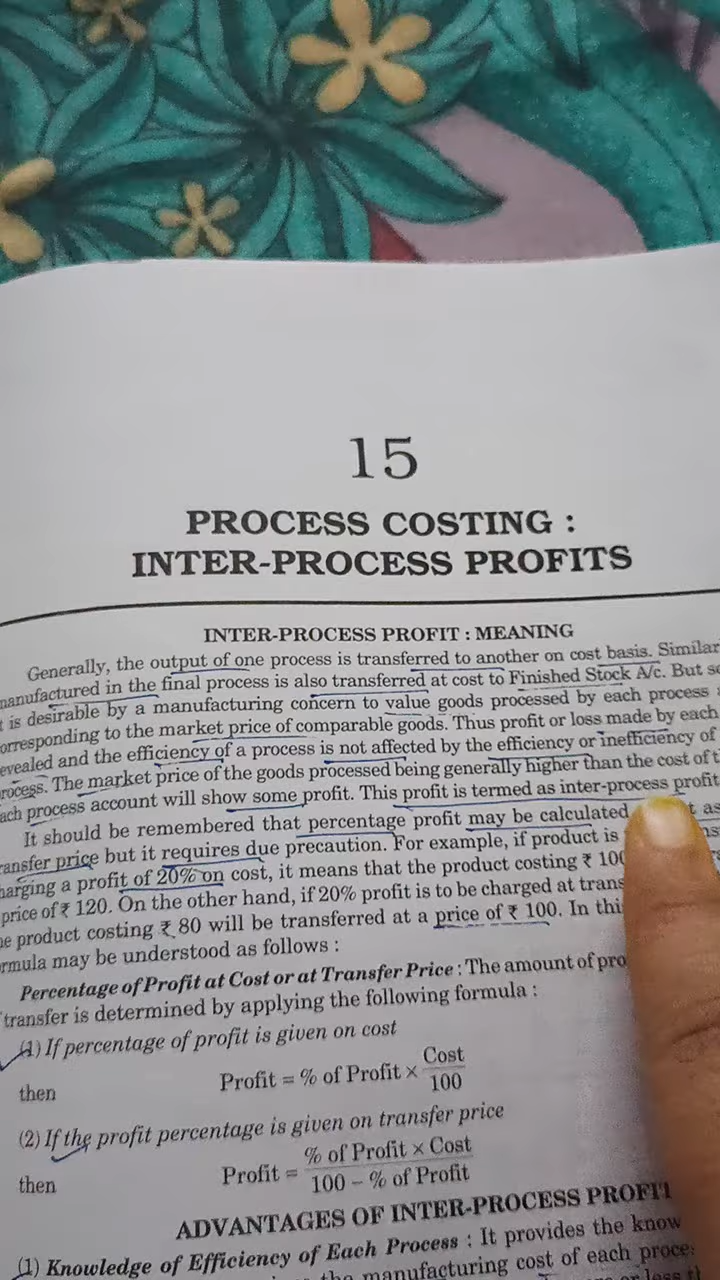 15
PROCESS COSTING :
INTER-PROCESS PROFITS
INTER-PROCESS PROFIT : MEANING
Generally, the output of one process is transferred to another on cost basis. Similar
manufactured in the final process is also transferred at cost to Finished Stock A/c. But
t is desirable by a manufacturing concern to value goods processed by each process
orresponding to the market price of comparable goods. Thus profit or loss made by each
evealed and the efficiency of a process is not affected by the efficiency or inefficiency of
rocess. The market price of the goods processed being generally higher than the cost of
ach process account will show some profit. This profit is termed as inter-process profit
It should be remembered that percentage profit may be calculated
ransfer price but it requires due precaution. For example, if product is
harging a profit of 20% on cost, it means that the product costing ₹ 100
price of ₹ 120. On the other hand, if 20% profit is to be charged at trans
e product costing ₹ 80 will be transferred at a price of ₹ 100. In thi
rmula may be understood as follows :
Percentage of Profit at Cost or at Transfer Price : The amount of pro
transfer is determined by applying the following formula :
(1) If percentage of profit is given on cost
then Profit = % of Profit × Cost / 100
(2) If the profit percentage is given on transfer price
then Profit = % of Profit × Cost / 100 – % of Profit
ADVANTAGES OF INTER-PROCESS PROFIT
(1) Knowledge of Efficiency of Each Process : It provides the know
the manufacturing cost of each proce